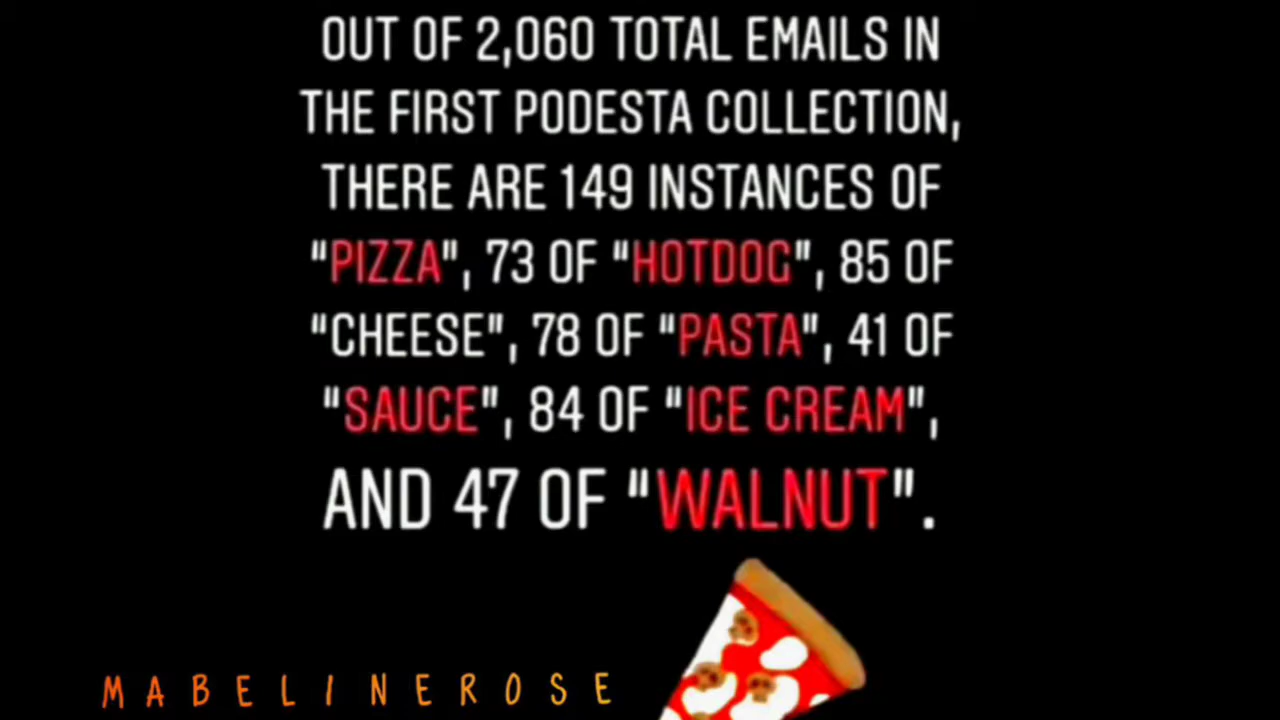 OUT OF 2,060 TOTAL EMAILS IN
THE FIRST PODESTA COLLECTION,
THERE ARE 149 INSTANCES OF
"PIZZA", 73 OF "HOTDOG", 85 OF
"CHEESE", 78 OF "PASTA", 41 OF
"SAUCE", 84 OF "ICE CREAM",
AND 47 OF "WALNUT".
MABELINEROSE